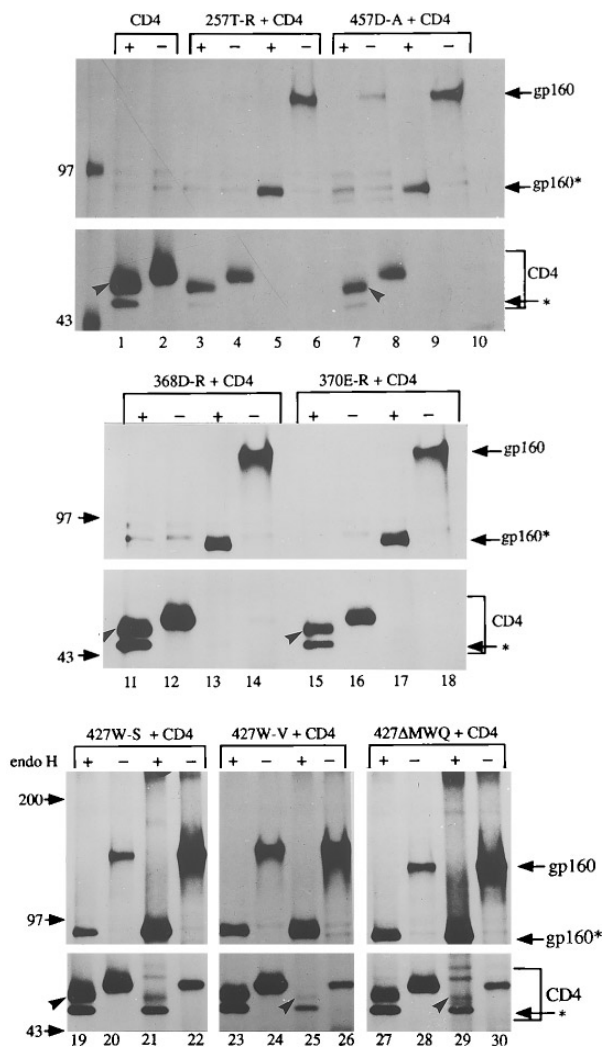 CD4 257T-R + CD4 457D-A + CD4
+ − + − + − + − + −
gp160
97
gp160*
CD4
*
43
1 2 3 4 5 6 7 8 9 10
368D-R + CD4 370E-R + CD4
+ − + − + − + −
gp160
97
gp160*
CD4
*
43
11 12 13 14 15 16 17 18
427W-S + CD4 427W-V + CD4 427ΔMWQ + CD4
endo H + − + − + − + − + − + −
200
gp160
97
gp160*
CD4
*
43
19 20 21 22 23 24 25 26 27 28 29 30